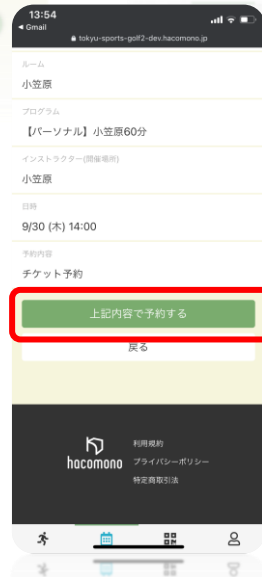 13:54
◀ Gmail
tokyu-sports-golf2-dev.hacomono.jp
ルーム
小笠原
プログラム
【パーソナル】小笠原60分
インストラクター(開催場所)
小笠原
日時
9/30 (木) 14:00
予約内容
チケット予約
上記内容で予約する
戻る
hacomono
利用規約
プライバシーポリシー
特定商取引法